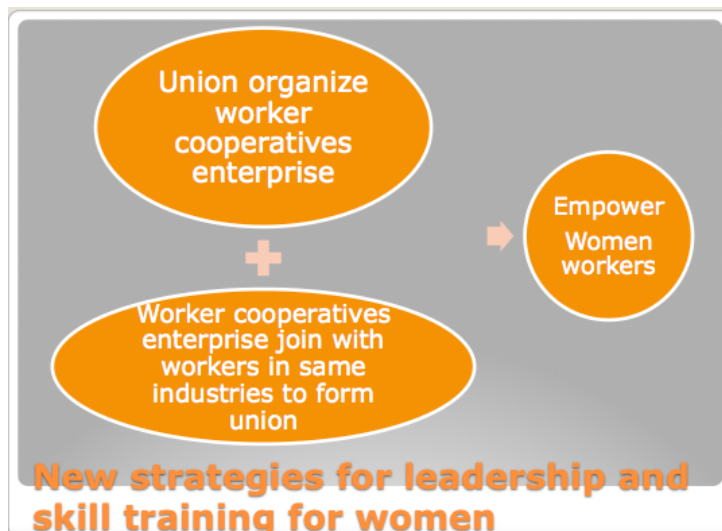 Union organize
worker
cooperatives
enterprise
Worker cooperatives
enterprise join with
workers in same
industries to form
union
Empower
Women
workers
New strategies for leadership and
skill training for women